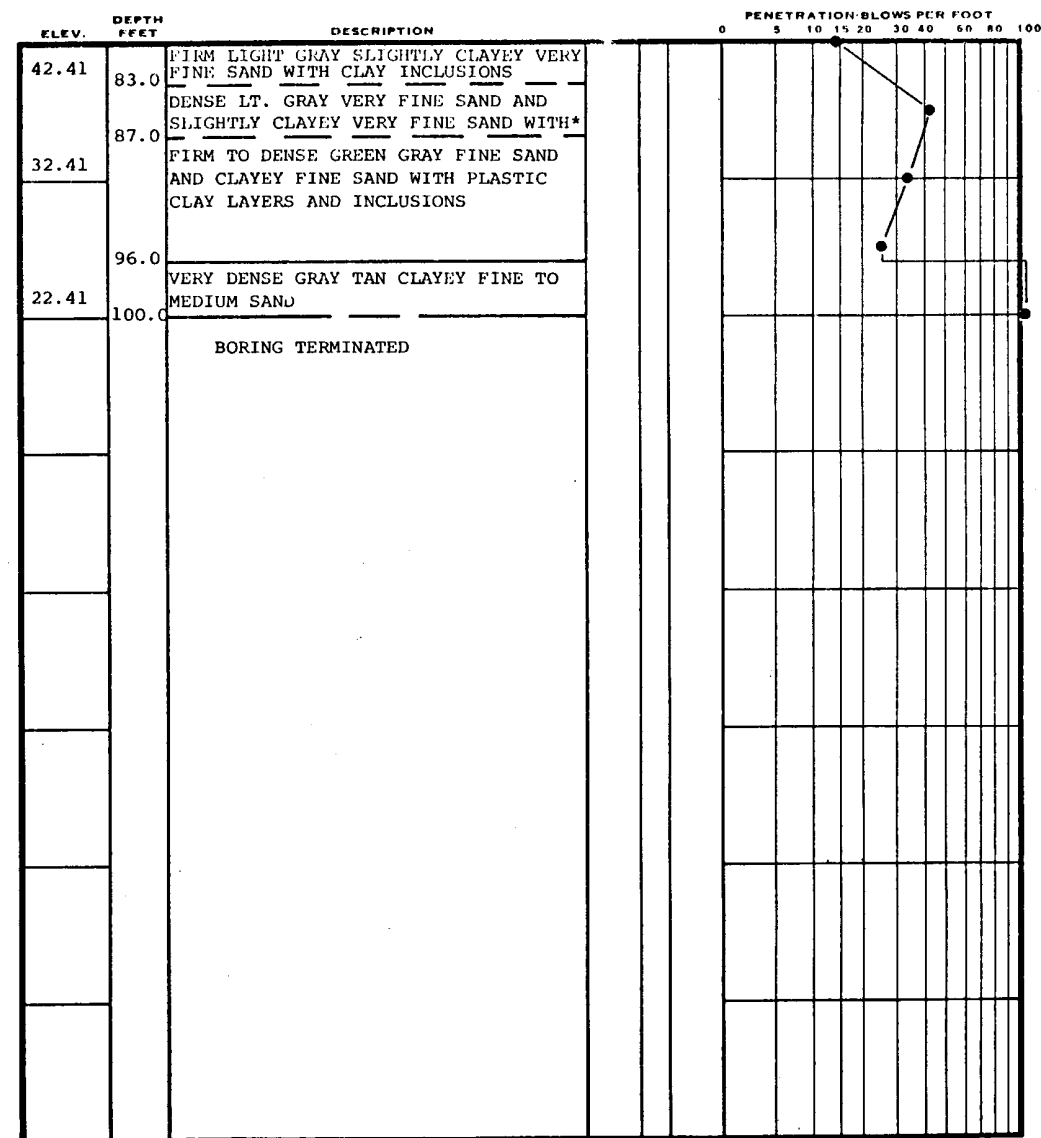 PENETRATION-BLOWS PER FOOT
ELEV. DEPTH FEET DESCRIPTION 0 5 10 15 20 30 40 60 80 100
42.41 FIRM LIGHT GRAY SLIGHTLY CLAYEY VERY
83.0 FINE SAND WITH CLAY INCLUSIONS
DENSE LT. GRAY VERY FINE SAND AND
87.0 SLIGHTLY CLAYEY VERY FINE SAND WITH*
32.41 FIRM TO DENSE GREEN GRAY FINE SAND
AND CLAYEY FINE SAND WITH PLASTIC
CLAY LAYERS AND INCLUSIONS
96.0
VERY DENSE GRAY TAN CLAYEY FINE TO
22.41 MEDIUM SAND
100.0
BORING TERMINATED